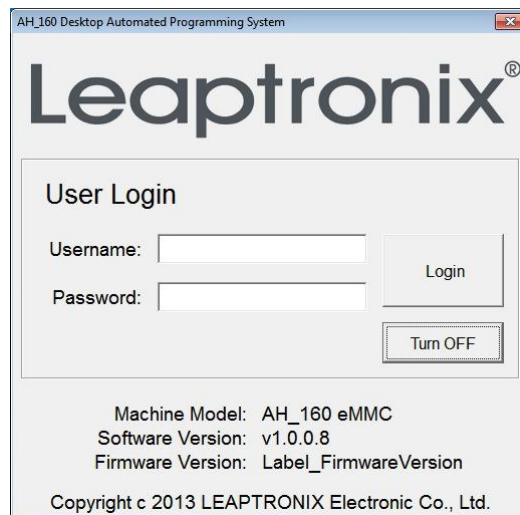 AH_160 Desktop Automated Programming System
Leaptronix®
User Login
Username:
Login
Password:
Turn OFF
Machine Model: AH_160 eMMC
Software Version: v1.0.0.8
Firmware Version: Label_FirmwareVersion
Copyright c 2013 LEAPTRONIX Electronic Co., Ltd.